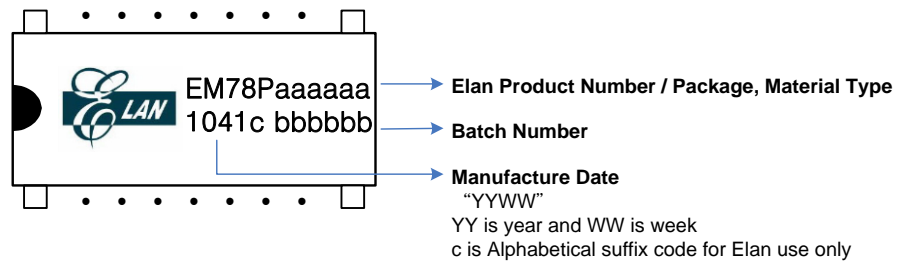 ELAN
EM78Paaaaaa
1041c bbbbbb
Elan Product Number / Package, Material Type
Batch Number
Manufacture Date
“YYWW”
YY is year and WW is week
c is Alphabetical suffix code for Elan use only